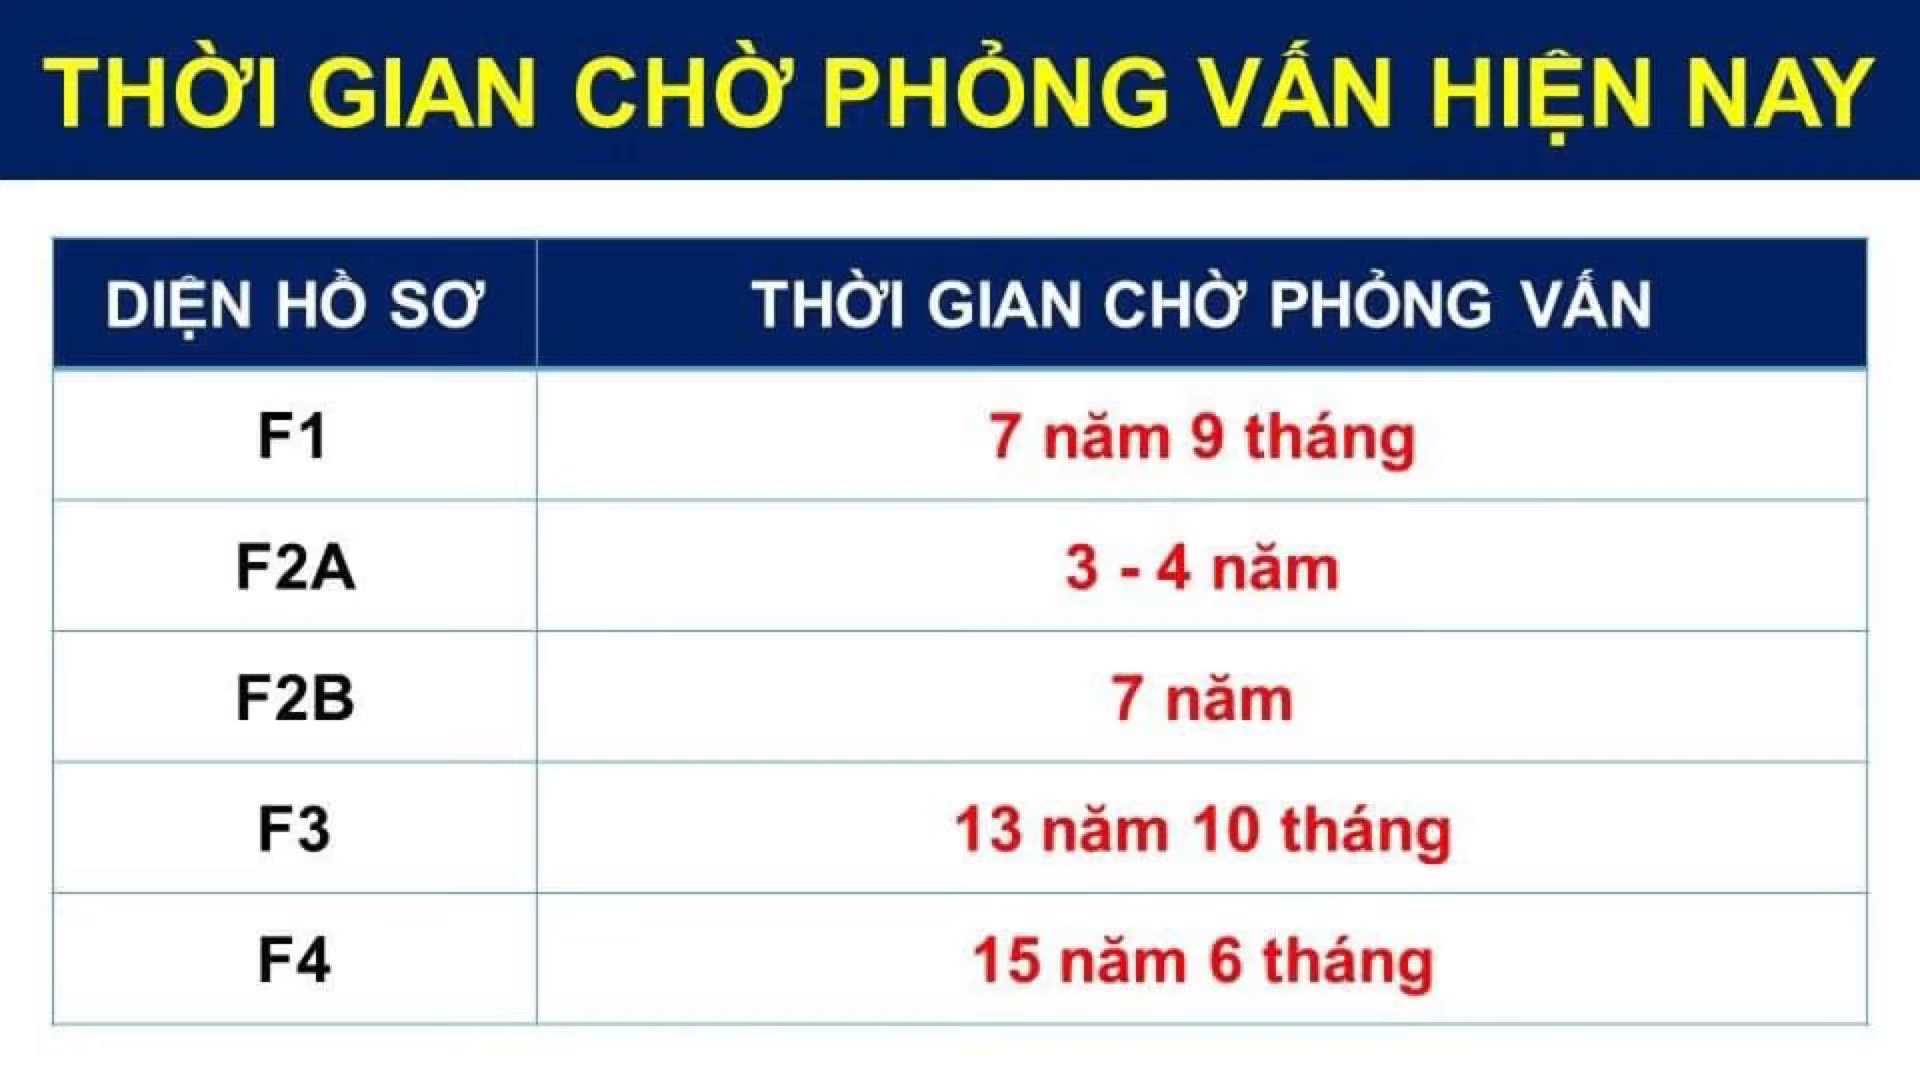 THỜI GIAN CHỜ PHỎNG VẤN HIỆN NAY
DIỆN HỒ SƠ THỜI GIAN CHỜ PHỎNG VẤN
F1 7 năm 9 tháng
F2A 3 - 4 năm
F2B 7 năm
F3 13 năm 10 tháng
F4 15 năm 6 tháng